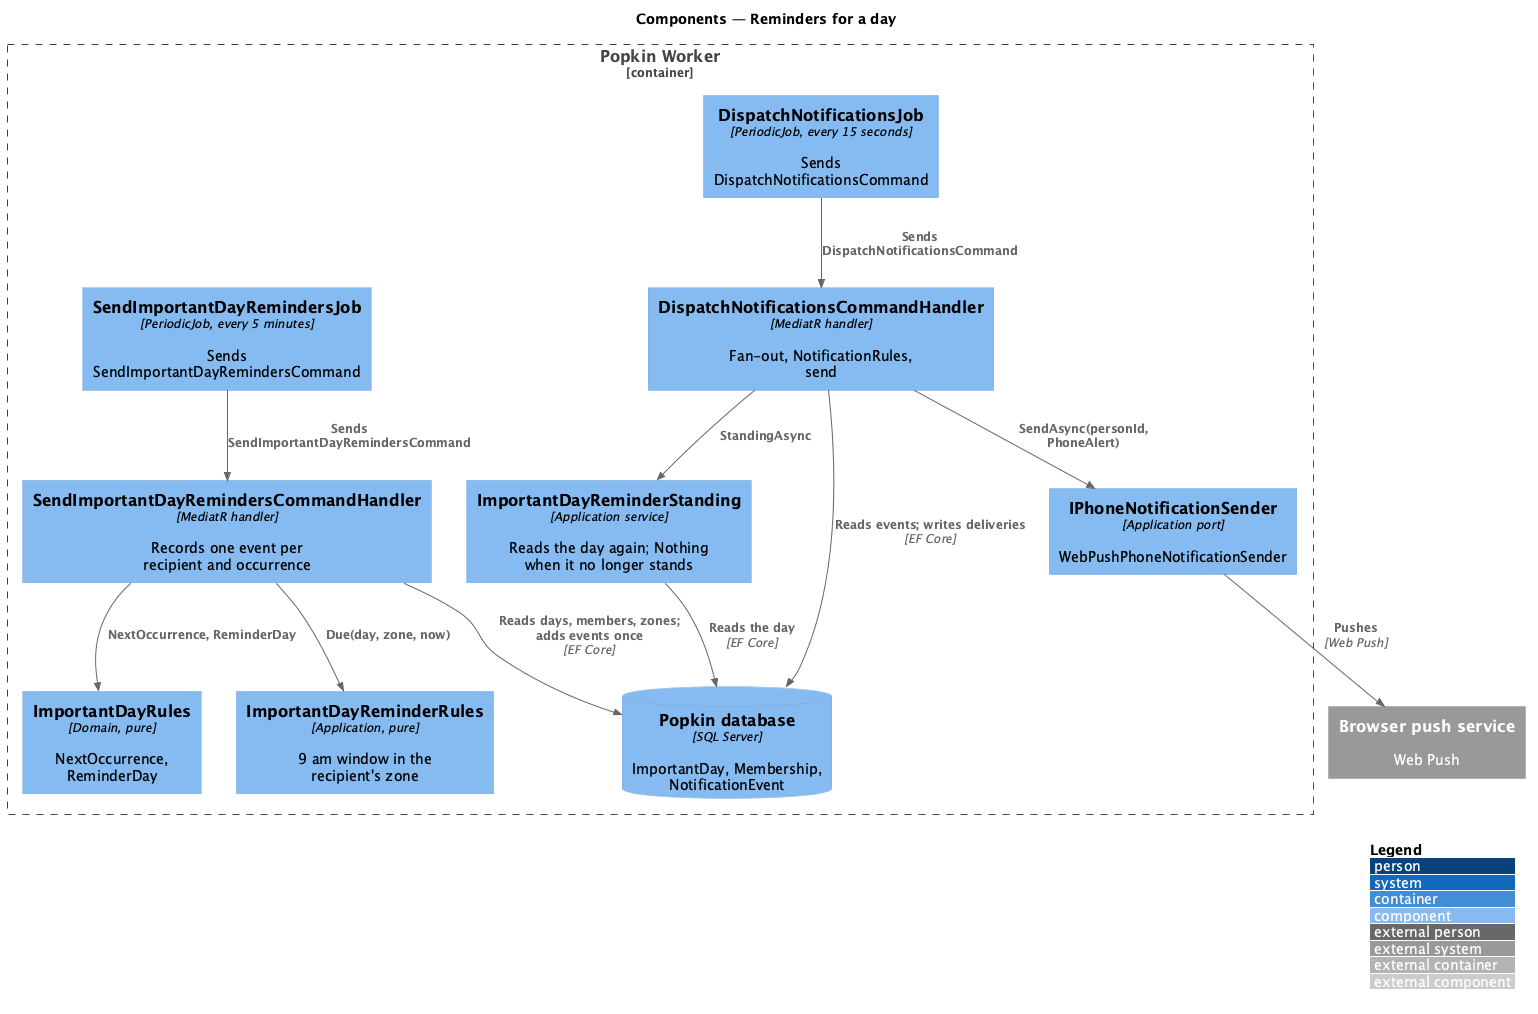 Components — Reminders for a day
Popkin Worker
[container]
DispatchNotificationsJob
[PeriodicJob, every 15 seconds]
Sends
DispatchNotificationsCommand
Sends
DispatchNotificationsCommand
SendImportantDayRemindersJob
[PeriodicJob, every 5 minutes]
Sends
SendImportantDayRemindersCommand
DispatchNotificationsCommandHandler
[MediatR handler]
Fan-out, NotificationRules,
send
Sends
SendImportantDayRemindersCommand
StandingAsync
SendAsync(personId,
PhoneAlert)
SendImportantDayRemindersCommandHandler
[MediatR handler]
Records one event per
recipient and occurrence
ImportantDayReminderStanding
[Application service]
Reads the day again; Nothing
when it no longer stands
Reads events; writes deliveries
[EF Core]
IPhoneNotificationSender
[Application port]
WebPushPhoneNotificationSender
NextOccurrence, ReminderDay
Due(day, zone, now)
Reads days, members, zones;
adds events once
[EF Core]
Reads the day
[EF Core]
Pushes
[Web Push]
ImportantDayRules
[Domain, pure]
NextOccurrence,
ReminderDay
ImportantDayReminderRules
[Application, pure]
9 am window in the
recipient's zone
Popkin database
[SQL Server]
ImportantDay, Membership,
NotificationEvent
Browser push service
Web Push
Legend
person
system
container
component
external person
external system
external container
external component